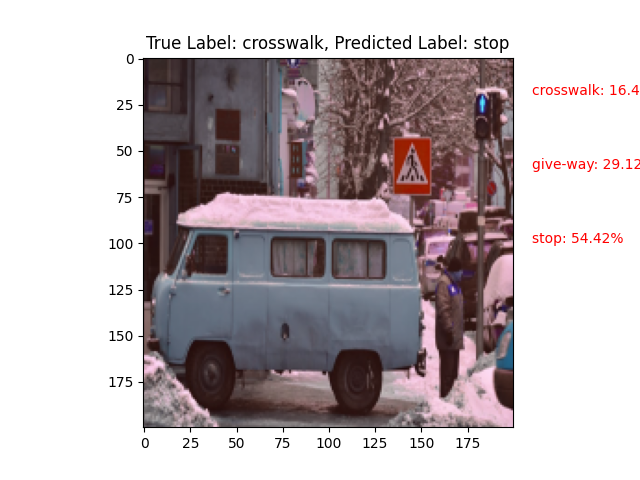 True Label: crosswalk, Predicted Label: stop
crosswalk: 16.4
give-way: 29.12
stop: 54.42%
0
25
50
75
100
125
150
175
0 25 50 75 100 125 150 175